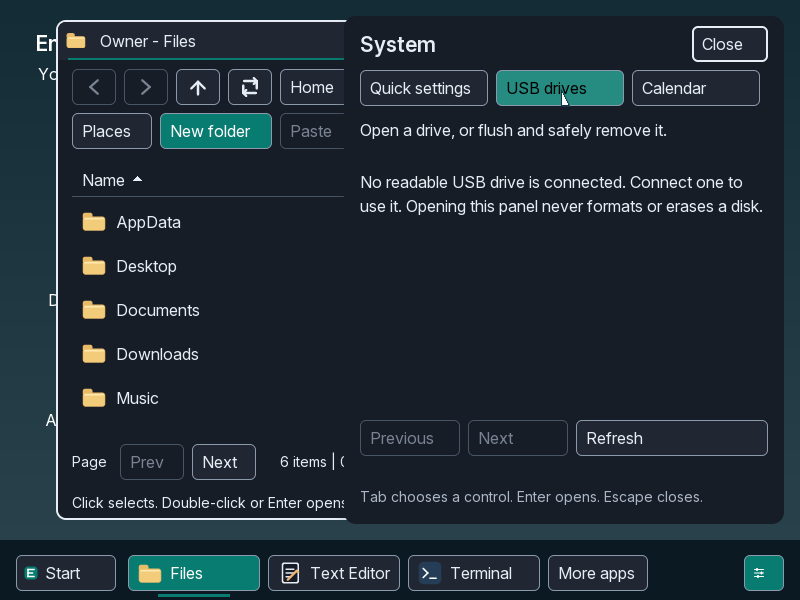 Owner - Files
Home
Places
New folder
Paste
Name
AppData
Desktop
Documents
Downloads
Music
Page
Prev
Next
6 items |
Click selects. Double-click or Enter opens
System
Close
Quick settings
USB drives
Calendar
Open a drive, or flush and safely remove it.
No readable USB drive is connected. Connect one to
use it. Opening this panel never formats or erases a disk.
Previous
Next
Refresh
Tab chooses a control. Enter opens. Escape closes.
E Start
Files
Text Editor
Terminal
More apps